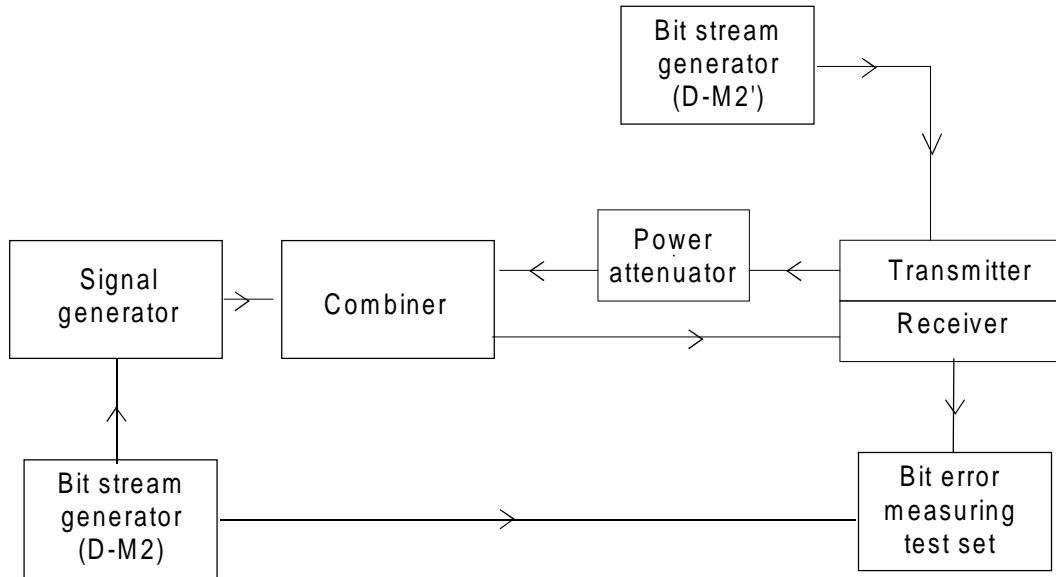 Bit stream
generator
(D-M2')
Power
attenuator
Transmitter
Signal
generator
Combiner
Receiver
Bit stream
generator
(D-M2)
Bit error
measuring
test set